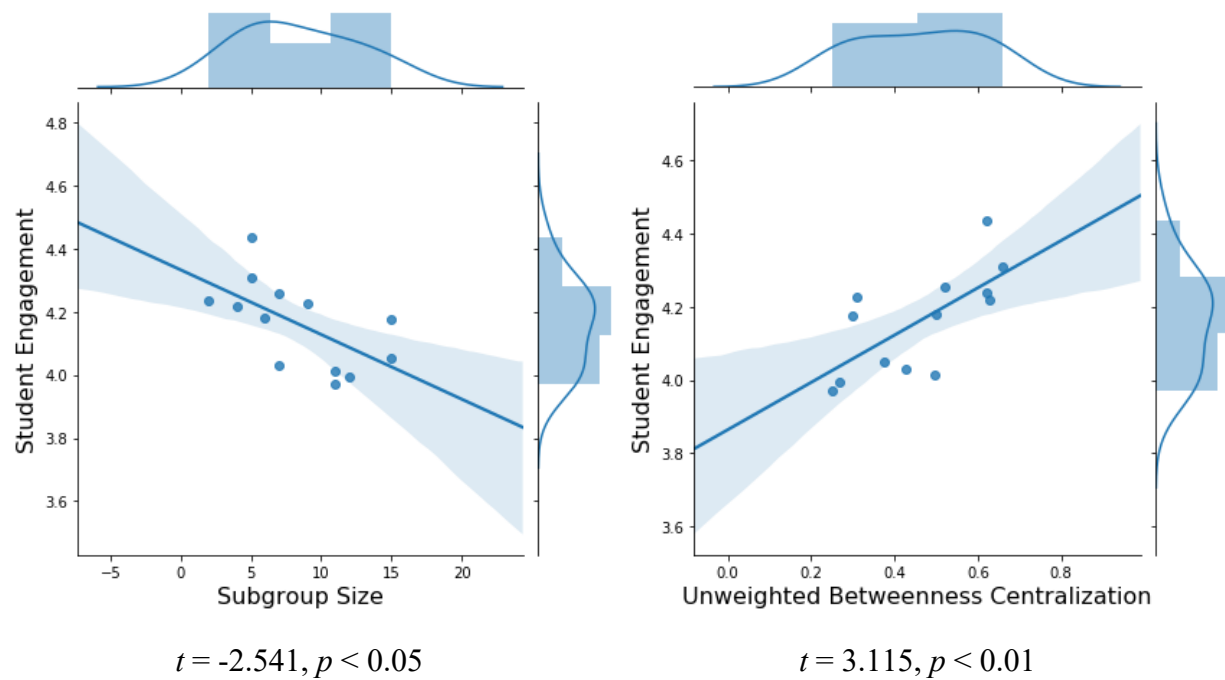 4.8
4.6
4.4
4.2
4.0
3.8
3.6
Student Engagement
−5 0 5 10 15 20
Subgroup Size
t = -2.541, p < 0.05
4.6
4.4
4.2
4.0
3.8
3.6
Student Engagement
0.0 0.2 0.4 0.6 0.8
Unweighted Betweenness Centralization
t = 3.115, p < 0.01